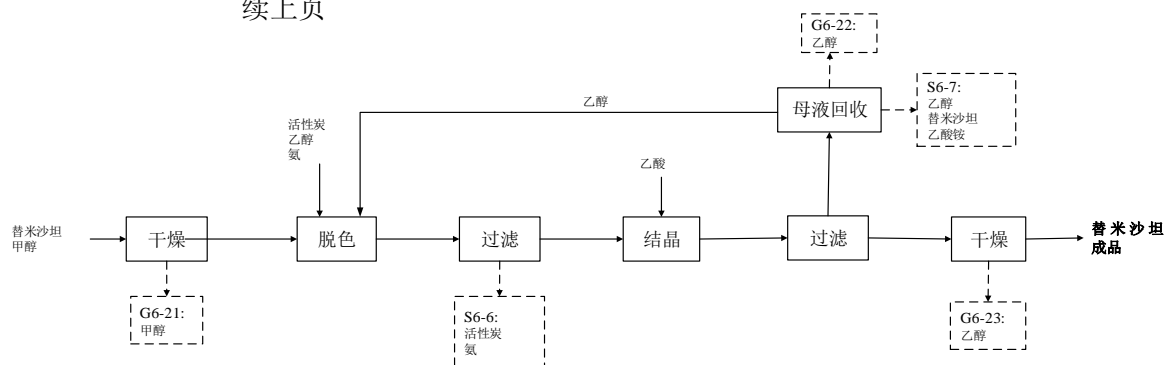 续上页
G6-22:
乙醇
S6-7:
乙醇
替米沙坦
乙酸铵
母液回收
乙醇
活性炭
乙醇
氨
乙酸
替米沙坦
甲醇
干燥
脱色
过滤
结晶
过滤
干燥
替米沙坦
成品
G6-21:
甲醇
S6-6:
活性炭
氨
G6-23:
乙醇